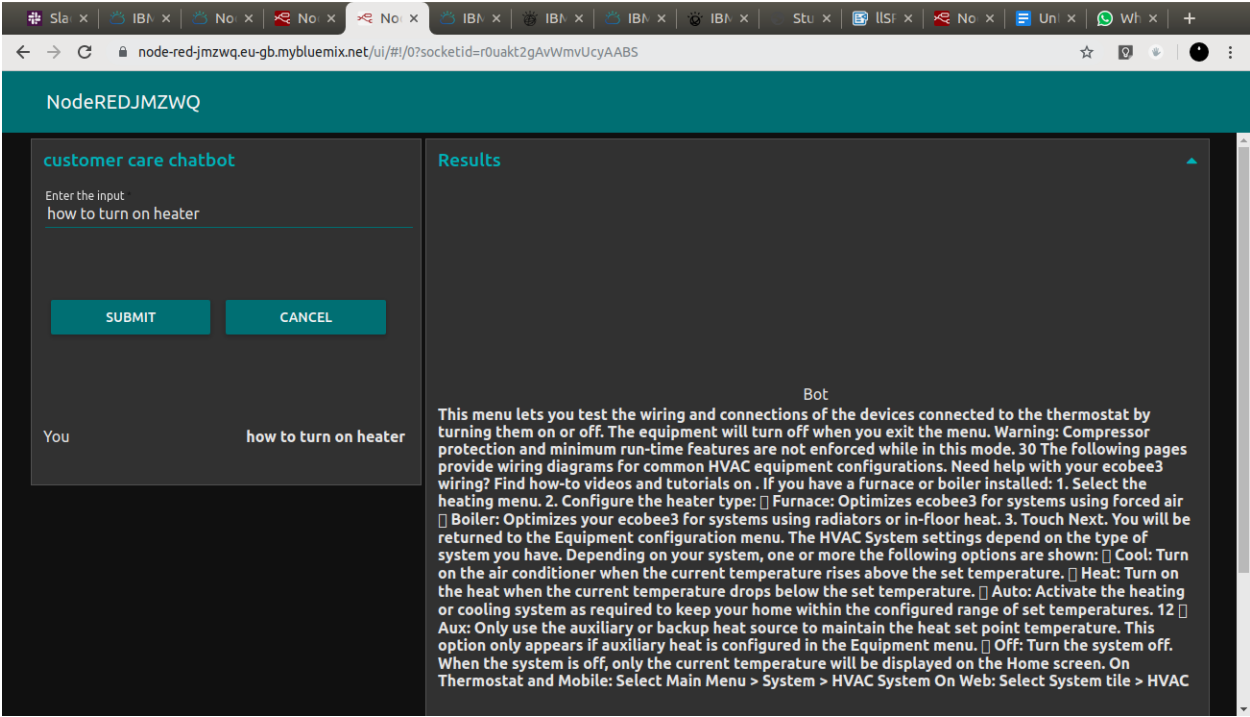 Sla
IBM
No
No
No
IBM
IBM
IBM
IBM
Stu
No
Unt
Wh
node-red-jmzwq.eu-gb.mybluemix.net/ui/#!/0?socketid=r0uakt2gAvWmvUcyAABS
NodeREDJMZWQ
customer care chatbot
Enter the input *
how to turn on heater
SUBMIT CANCEL
You how to turn on heater
Results
Bot
This menu lets you test the wiring and connections of the devices connected to the thermostat by
turning them on or off. The equipment will turn off when you exit the menu. Warning: Compressor
protection and minimum run-time features are not enforced while in this mode. 30 The following pages
provide wiring diagrams for common HVAC equipment configurations. Need help with your ecobee3
wiring? Find how-to videos and tutorials on . If you have a furnace or boiler installed: 1. Select the
heating menu. 2. Configure the heater type: ▯ Furnace: Optimizes ecobee3 for systems using forced air
▯ Boiler: Optimizes your ecobee3 for systems using radiators or in-floor heat. 3. Touch Next. You will be
returned to the Equipment configuration menu. The HVAC System settings depend on the type of
system you have. Depending on your system, one or more the following options are shown: ▯ Cool: Turn
on the air conditioner when the current temperature rises above the set temperature. ▯ Heat: Turn on
the heat when the current temperature drops below the set temperature. ▯ Auto: Activate the heating
or cooling system as required to keep your home within the configured range of set temperatures. 12 ▯
Aux: Only use the auxiliary or backup heat source to maintain the heat set point temperature. This
option only appears if auxiliary heat is configured in the Equipment menu. ▯ Off: Turn the system off.
When the system is off, only the current temperature will be displayed on the Home screen. On
Thermostat and Mobile: Select Main Menu > System > HVAC System On Web: Select System tile > HVAC